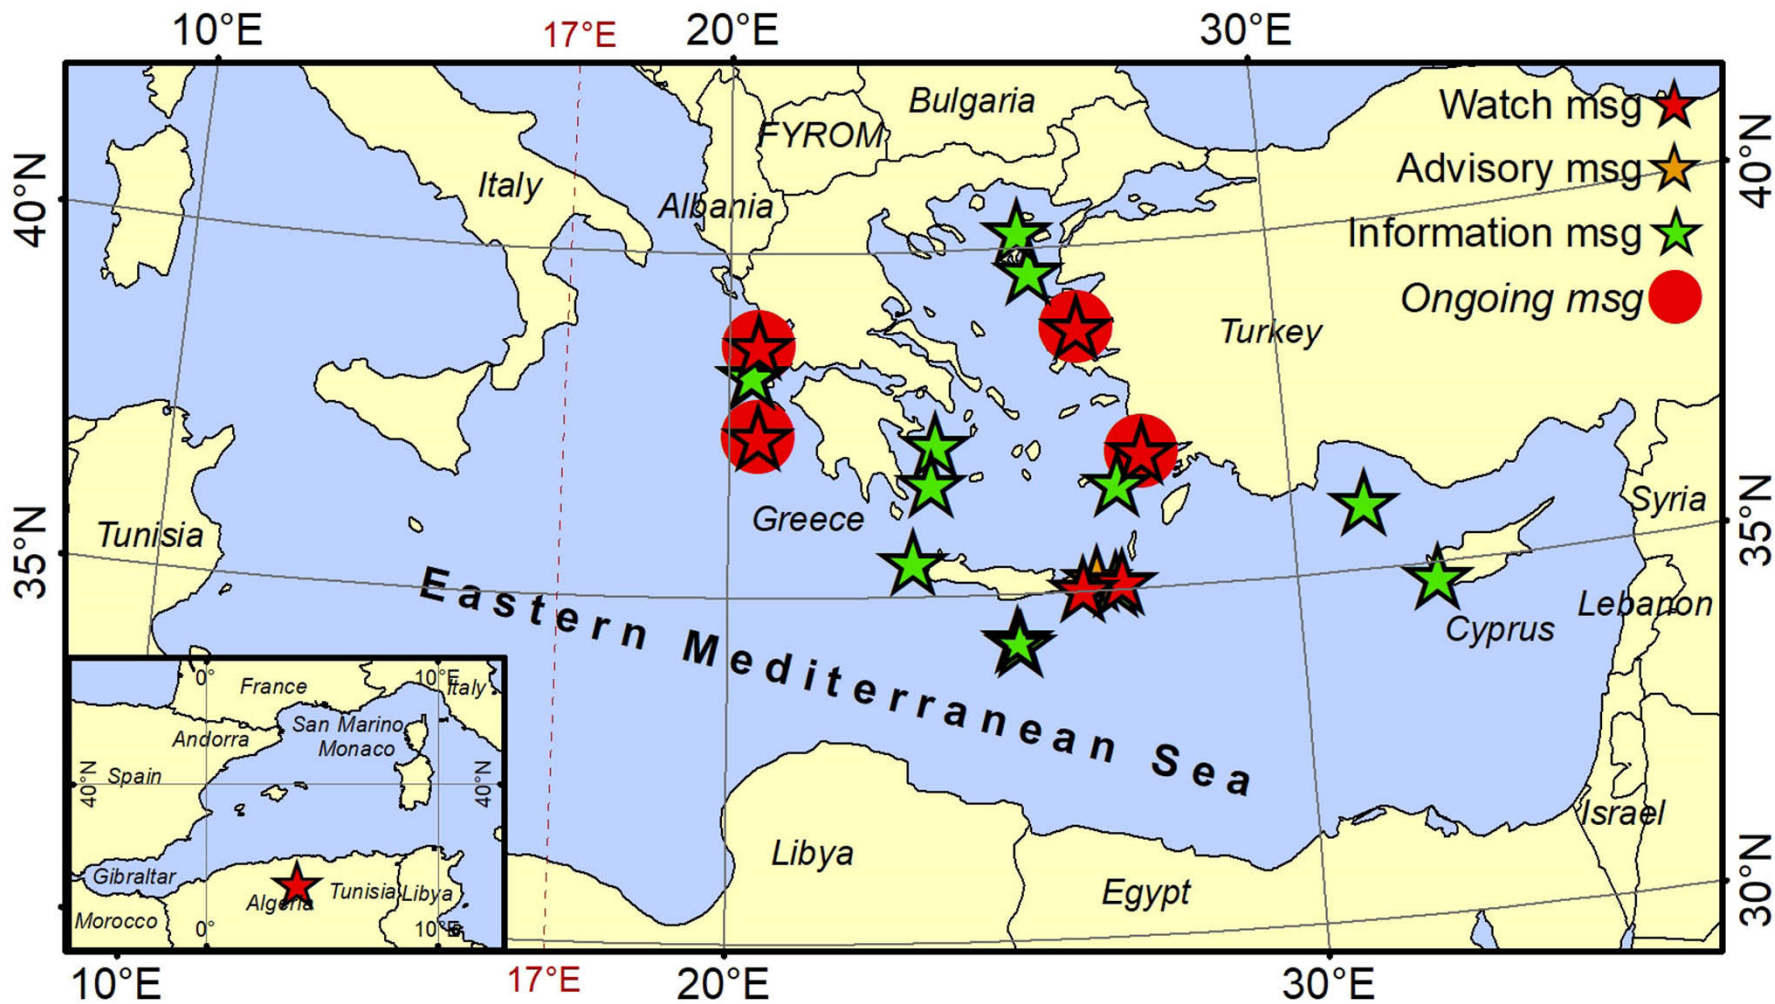 10°E
17°E
20°E
30°E
Bulgaria
Watch msg
FYROM
Advisory msg
40°N
40°N
Italy
Albania
Information msg
Ongoing msg
Turkey
Greece
Syria
Tunisia
35°N
35°N
Eastern Mediterranean Sea
Lebanon
Cyprus
0°
10°E
France
Italy
San Marino
Andorra
Monaco
Spain
40°N
40°N
Israel
Libya
Gibraltar
Tunisia
Libya
Algeria
Egypt
30°N
Morocco
0°
10°E
10°E
17°E
20°E
30°E